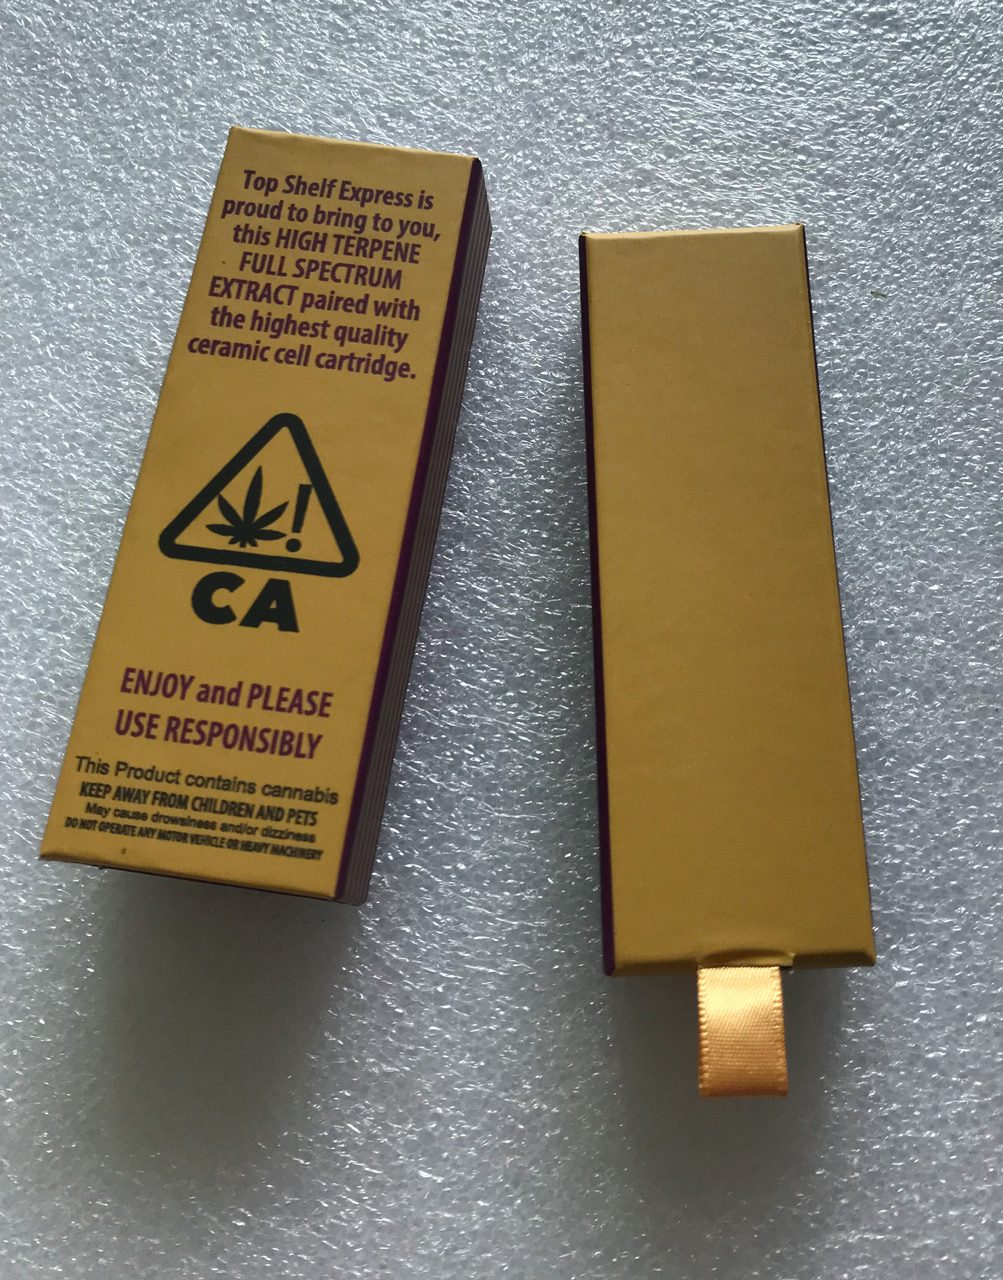 Top Shelf Express is
proud to bring to you,
this HIGH TERPENE
FULL SPECTRUM
EXTRACT paired with
the highest quality
ceramic cell cartridge.
!
CA
ENJOY and PLEASE
USE RESPONSIBLY
This Product contains cannabis
KEEP AWAY FROM CHILDREN AND PETS
May cause drowsiness and/or dizziness
DO NOT OPERATE ANY MOTOR VEHICLE OR HEAVY MACHINERY